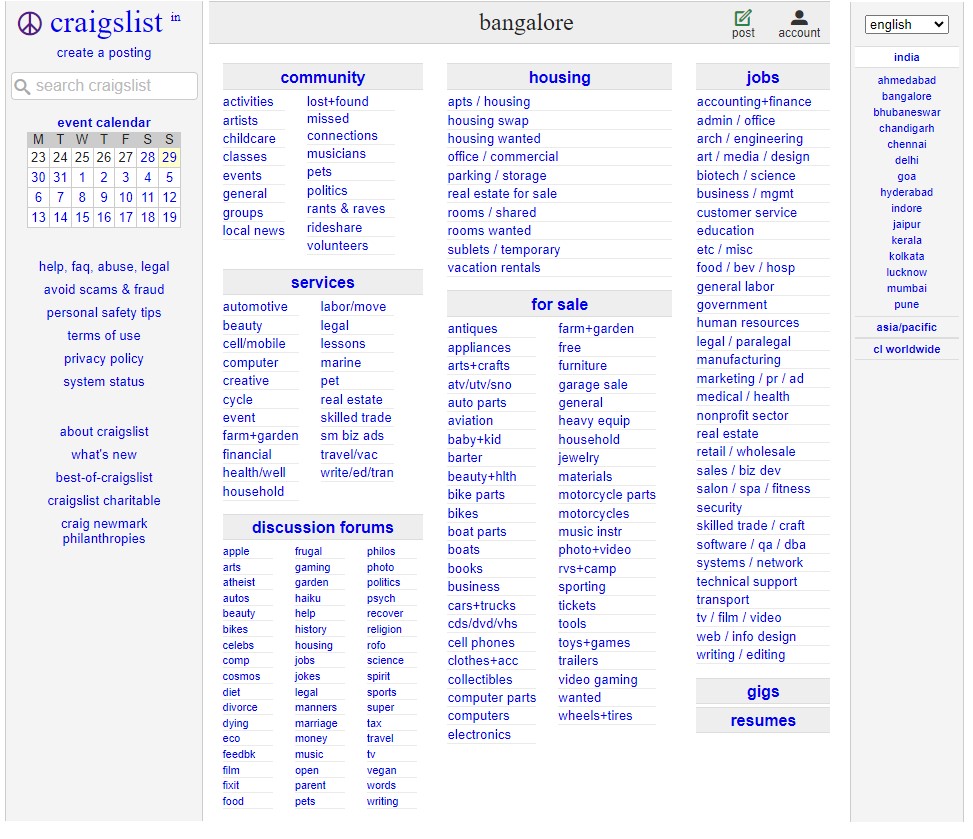 craigslist in
create a posting
search craigslist
event calendar
M T W T F S S
23 24 25 26 27 28 29
30 31 1 2 3 4 5
6 7 8 9 10 11 12
13 14 15 16 17 18 19
help, faq, abuse, legal
avoid scams & fraud
personal safety tips
terms of use
privacy policy
system status
about craigslist
what's new
best-of-craigslist
craigslist charitable
craig newmark
philanthropies
bangalore
post
account
community
activities
artists
childcare
classes
events
general
groups
local news
lost+found
missed
connections
musicians
pets
politics
rants & raves
rideshare
volunteers
services
automotive
beauty
cell/mobile
computer
creative
cycle
event
farm+garden
financial
health/well
household
labor/move
legal
lessons
marine
pet
real estate
skilled trade
sm biz ads
travel/vac
write/ed/tran
discussion forums
apple
arts
atheist
autos
beauty
bikes
celebs
comp
cosmos
diet
divorce
dying
eco
feedbk
film
fixit
food
frugal
gaming
garden
haiku
help
history
housing
jobs
jokes
legal
manners
marriage
money
music
open
parent
pets
philos
photo
politics
psych
recover
religion
rofo
science
spirit
sports
super
tax
travel
tv
vegan
words
writing
housing
apts / housing
housing swap
housing wanted
office / commercial
parking / storage
real estate for sale
rooms / shared
rooms wanted
sublets / temporary
vacation rentals
for sale
antiques
appliances
arts+crafts
atv/utv/sno
auto parts
aviation
baby+kid
barter
beauty+hlth
bike parts
bikes
boat parts
boats
books
business
cars+trucks
cds/dvd/vhs
cell phones
clothes+acc
collectibles
computer parts
computers
electronics
farm+garden
free
furniture
garage sale
general
heavy equip
household
jewelry
materials
motorcycle parts
motorcycles
music instr
photo+video
rvs+camp
sporting
tickets
tools
toys+games
trailers
video gaming
wanted
wheels+tires
jobs
accounting+finance
admin / office
arch / engineering
art / media / design
biotech / science
business / mgmt
customer service
education
etc / misc
food / bev / hosp
general labor
government
human resources
legal / paralegal
manufacturing
marketing / pr / ad
medical / health
nonprofit sector
real estate
retail / wholesale
sales / biz dev
salon / spa / fitness
security
skilled trade / craft
software / qa / dba
systems / network
technical support
transport
tv / film / video
web / info design
writing / editing
gigs
resumes
english
india
ahmedabad
bangalore
bhubaneswar
chandigarh
chennai
delhi
goa
hyderabad
indore
jaipur
kerala
kolkata
lucknow
mumbai
pune
asia/pacific
cl worldwide